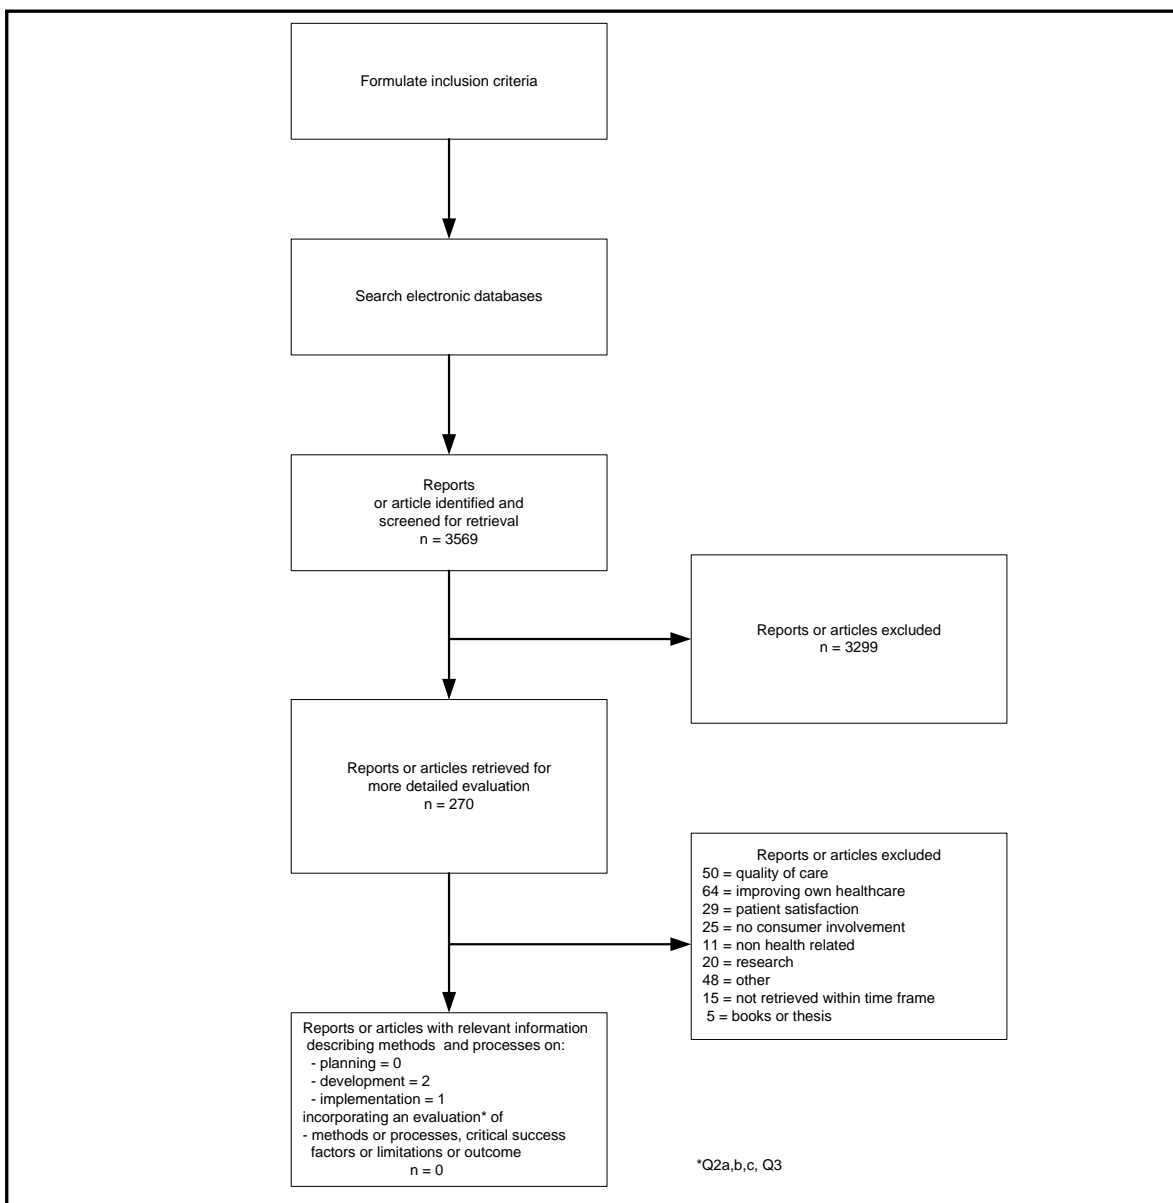 Formulate inclusion criteria
Search electronic databases
Reports
or article identified and
screened for retrieval
n = 3569
Reports or articles excluded
n = 3299
Reports or articles retrieved for
more detailed evaluation
n = 270
Reports or articles excluded
50 = quality of care
64 = improving own healthcare
29 = patient satisfaction
25 = no consumer involvement
11 = non health related
20 = research
48 = other
15 = not retrieved within time frame
5 = books or thesis
Reports or articles with relevant information
describing methods and processes on:
- planning = 0
- development = 2
- implementation = 1
incorporating an evaluation* of
- methods or processes, critical success
factors or limitations or outcome
n = 0
*Q2a,b,c, Q3